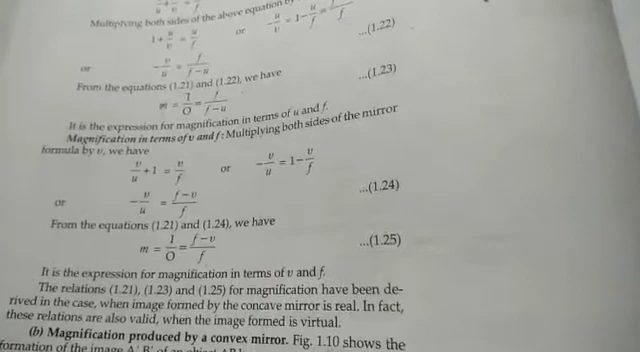 Multiplying both sides of the above equation by
1 + u/v = u/f or -u/v = 1 - u/f
...(1.22)
or -v/u = f/(f-u)
From the equations (1.21) and (1.22), we have
...(1.23)
m = I/O = f/(f-u)
It is the expression for magnification in terms of u and f.
Magnification in terms of v and f: Multiplying both sides of the mirror
formula by v, we have
v/u + 1 = v/f or -v/u = 1 - v/f
or -v/u = (f-v)/f ...(1.24)
From the equations (1.21) and (1.24), we have
m = I/O = (f-v)/f ...(1.25)
It is the expression for magnification in terms of v and f.
The relations (1.21), (1.23) and (1.25) for magnification have been de-
rived in the case, when image formed by the concave mirror is real. In fact,
these relations are also valid, when the image formed is virtual.
(b) Magnification produced by a convex mirror. Fig. 1.10 shows the
formation of the image A' B' of an object AB